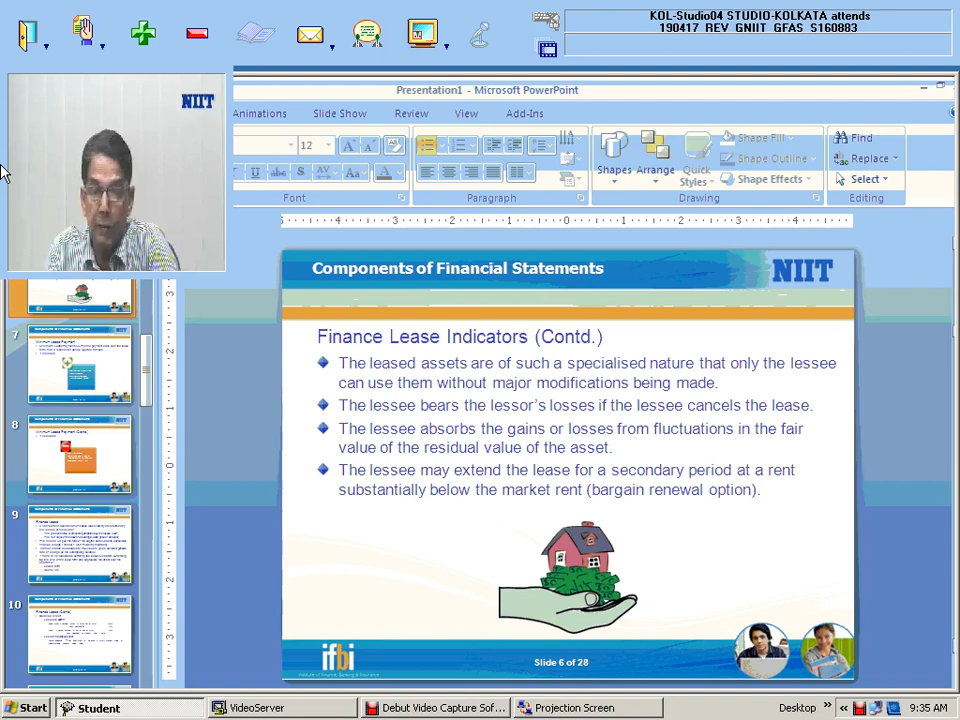 KOL-Studio04 STUDIO-KOLKATA attends
190417_REV_GNIIT_GFAS_S160883
NIIT
Presentation1 - Microsoft PowerPoint
Animations Slide Show Review View Add-Ins
12
Shapes Arrange Quick Styles
Shape Fill
Shape Outline
Shape Effects
Find
Replace
Select
Font Paragraph Drawing Editing
Components of Financial Statements
NIIT
Finance Lease Indicators (Contd.)
The leased assets are of such a specialised nature that only the lessee
can use them without major modifications being made.
The lessee bears the lessor’s losses if the lessee cancels the lease.
The lessee absorbs the gains or losses from fluctuations in the fair
value of the residual value of the asset.
The lessee may extend the lease for a secondary period at a rent
substantially below the market rent (bargain renewal option).
ifbi
Institute of Finance, Banking & Insurance
Slide 6 of 28
7
8
9
10
Start Student VideoServer Debut Video Capture Sof... Projection Screen Desktop 9:35 AM